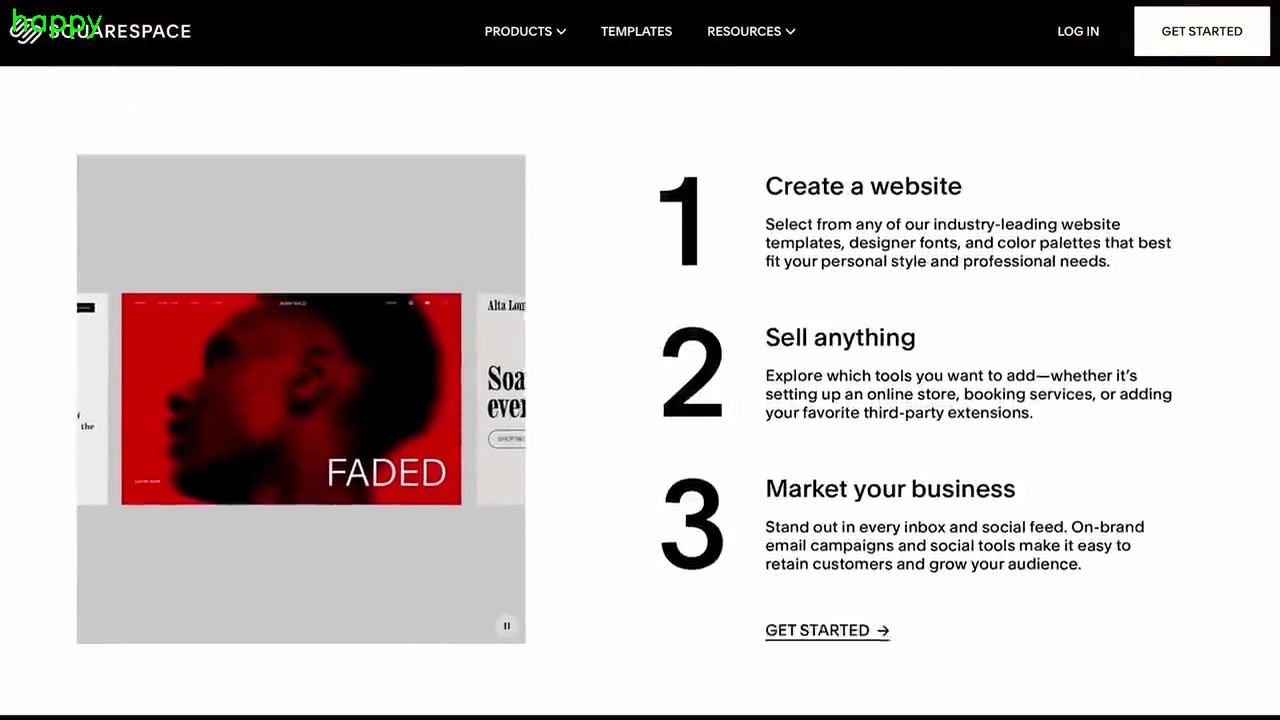 happy
SQUARESPACE
PRODUCTS
TEMPLATES
RESOURCES
LOG IN
GET STARTED
1
Create a website
Select from any of our industry-leading website
templates, designer fonts, and color palettes that best
fit your personal style and professional needs.
2
Sell anything
Explore which tools you want to add—whether it's
setting up an online store, booking services, or adding
your favorite third-party extensions.
3
Market your business
Stand out in every inbox and social feed. On-brand
email campaigns and social tools make it easy to
retain customers and grow your audience.
GET STARTED →
the
FADED
Alta
Soa
ever